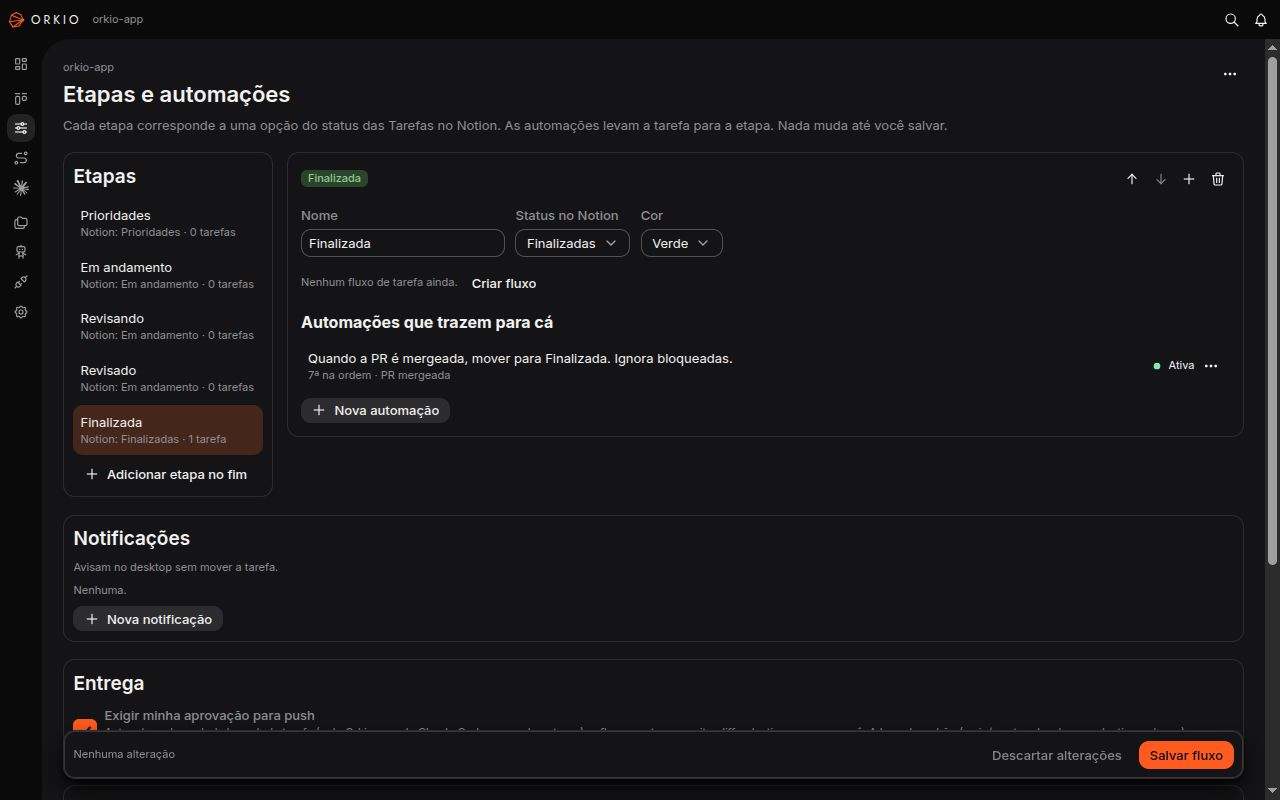 ORKIO orkio-app
orkio-app
Etapas e automações
Cada etapa corresponde a uma opção do status das Tarefas no Notion. As automações levam a tarefa para a etapa. Nada muda até você salvar.
Etapas
Prioridades
Notion: Prioridades · 0 tarefas
Em andamento
Notion: Em andamento · 0 tarefas
Revisando
Notion: Em andamento · 0 tarefas
Revisado
Notion: Em andamento · 0 tarefas
Finalizada
Notion: Finalizadas · 1 tarefa
Adicionar etapa no fim
Finalizada
Nome Status no Notion Cor
Finalizada Finalizadas Verde
Nenhum fluxo de tarefa ainda. Criar fluxo
Automações que trazem para cá
Quando a PR é mergeada, mover para Finalizada. Ignora bloqueadas.
7ª na ordem · PR mergeada
Ativa
Nova automação
Notificações
Avisam no desktop sem mover a tarefa.
Nenhuma.
Nova notificação
Entrega
Exigir minha aprovação para push
Nenhuma alteração Descartar alterações Salvar fluxo